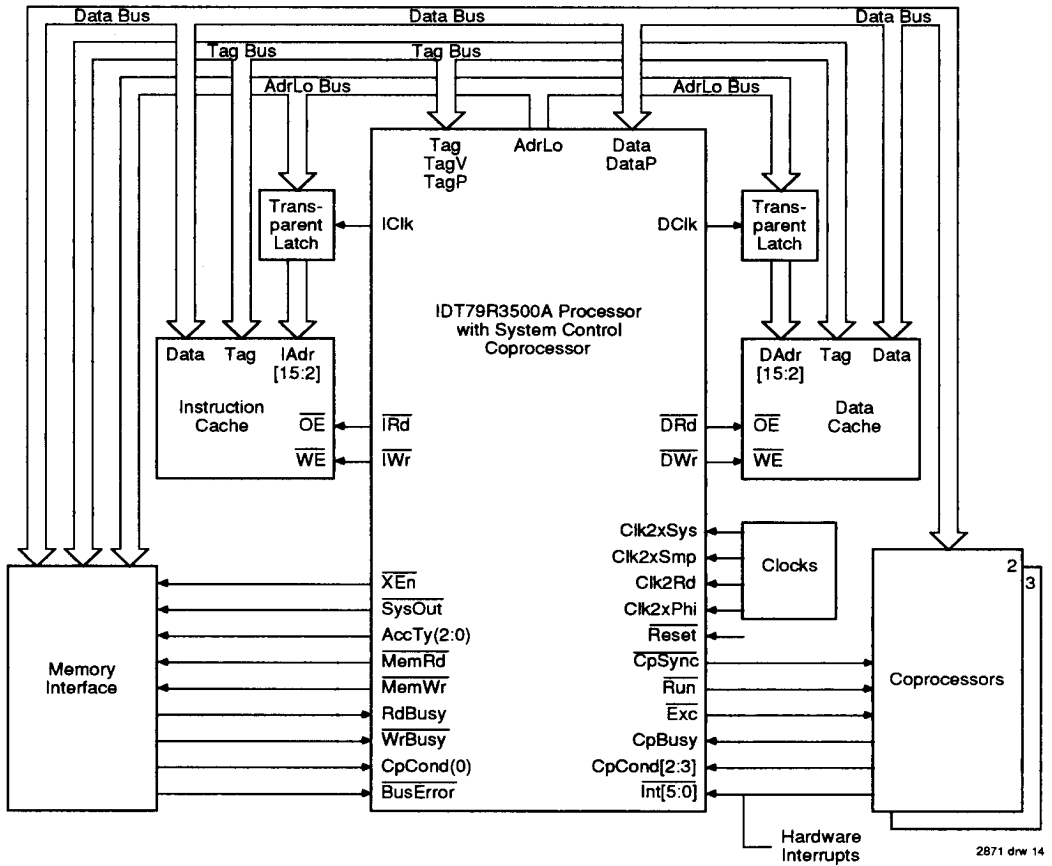 Data Bus
Data Bus
Data Bus
Tag Bus
Tag Bus
AdrLo Bus
AdrLo Bus
Tag
TagV
TagP
AdrLo
Data
DataP
Trans-
parent
Latch
IClk
DClk
Trans-
parent
Latch
IDT79R3500A Processor
with System Control
Coprocessor
Data Tag IAdr
[15:2]
Instruction
Cache
OE
WE
IRd
IWr
DRd
DWr
DAdr Tag Data
[15:2]
Data
Cache
OE
WE
Clk2xSys
Clk2xSmp
Clk2Rd
Clk2xPhi
Clocks
Reset
CpSync
Run
Exc
CpBusy
CpCond[2:3]
Int[5:0]
2
3
Coprocessors
Memory
Interface
XEn
SysOut
AccTy(2:0)
MemRd
MemWr
RdBusy
WrBusy
CpCond(0)
BusError
Hardware
Interrupts
2871 drw 14